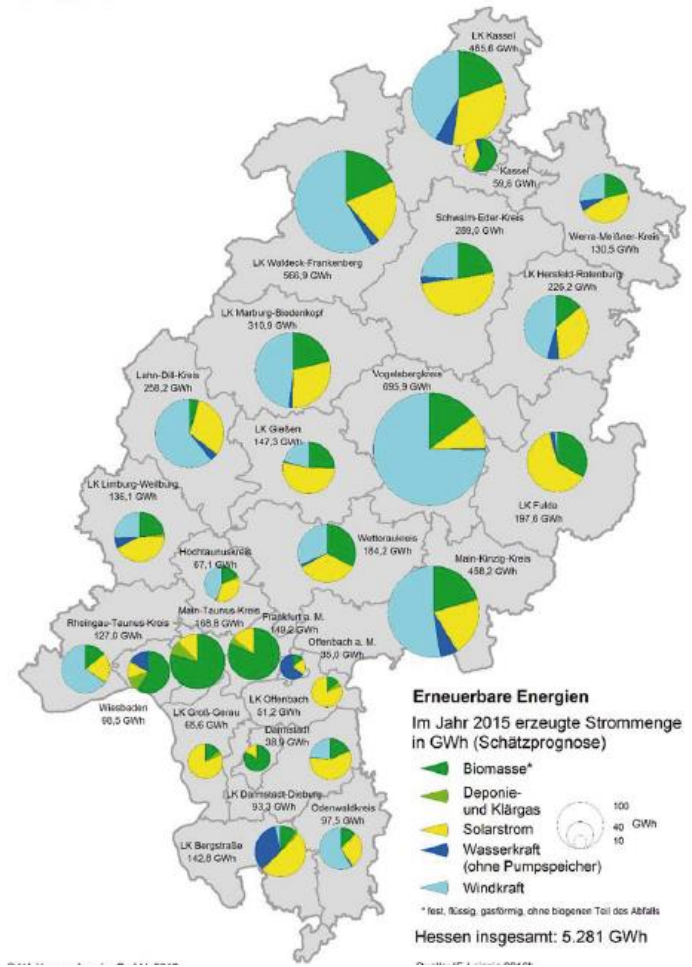 LK Kassel
485,6 GWh
Kassel
59,6 GWh
Schwalm-Eder-Kreis
289,0 GWh
Werra-Meißner-Kreis
130,5 GWh
LK Waldeck-Frankenberg
566,9 GWh
LK Hersfeld-Rotenburg
226,2 GWh
LK Marburg-Biedenkopf
310,9 GWh
Lahn-Dill-Kreis
258,2 GWh
Vogelsbergkreis
695,9 GWh
LK Gießen
147,3 GWh
LK Limburg-Weilburg
136,1 GWh
LK Fulda
197,6 GWh
Wetteraukreis
184,2 GWh
Hochtaunuskreis
67,1 GWh
Main-Kinzig-Kreis
458,2 GWh
Main-Taunus-Kreis
168,8 GWh
Frankfurt a. M.
149,2 GWh
Rheingau-Taunus-Kreis
127,0 GWh
Offenbach a. M.
35,0 GWh
Wiesbaden
90,5 GWh
LK Offenbach
51,2 GWh
LK Groß-Gerau
65,6 GWh
Darmstadt
38,9 GWh
LK Darmstadt-Dieburg
93,3 GWh
Odenwaldkreis
97,5 GWh
LK Bergstraße
142,8 GWh
Erneuerbare Energien
Im Jahr 2015 erzeugte Strommenge
in GWh (Schätzprognose)
Biomasse*
Deponie-
und Klärgas
Solarstrom
Wasserkraft
(ohne Pumpspeicher)
Windkraft
100
40 GWh
10
* fest, flüssig, gasförmig, ohne biogenen Teil des Abfalls
Hessen insgesamt: 5.281 GWh